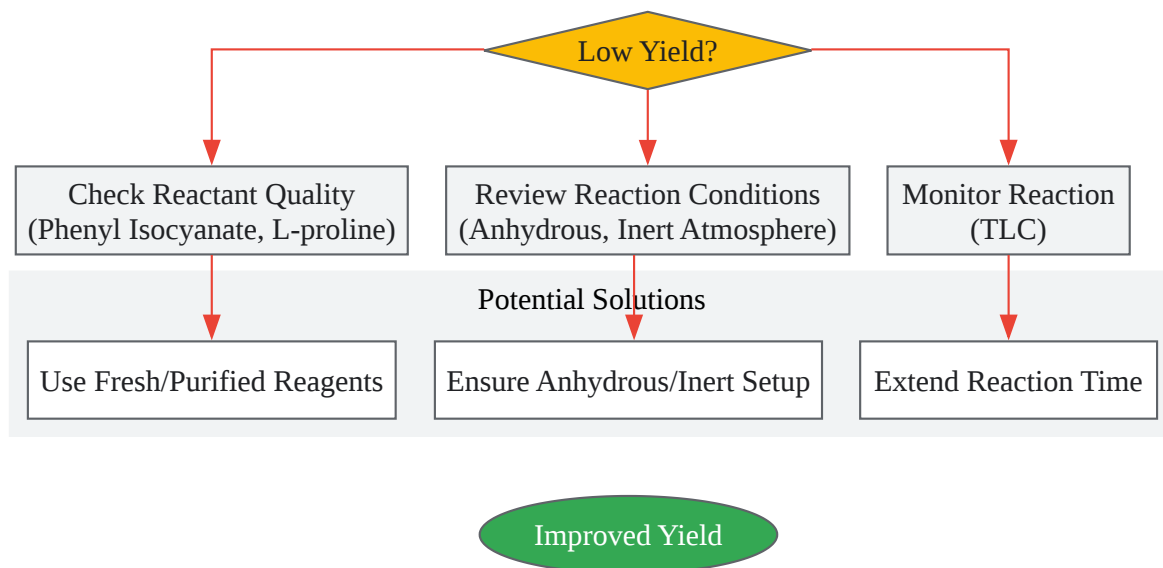 Low Yield?
Check Reactant Quality
(Phenyl Isocyanate, L-proline)
Review Reaction Conditions
(Anhydrous, Inert Atmosphere)
Monitor Reaction
(TLC)
Potential Solutions
Use Fresh/Purified Reagents
Ensure Anhydrous/Inert Setup
Extend Reaction Time
Improved Yield